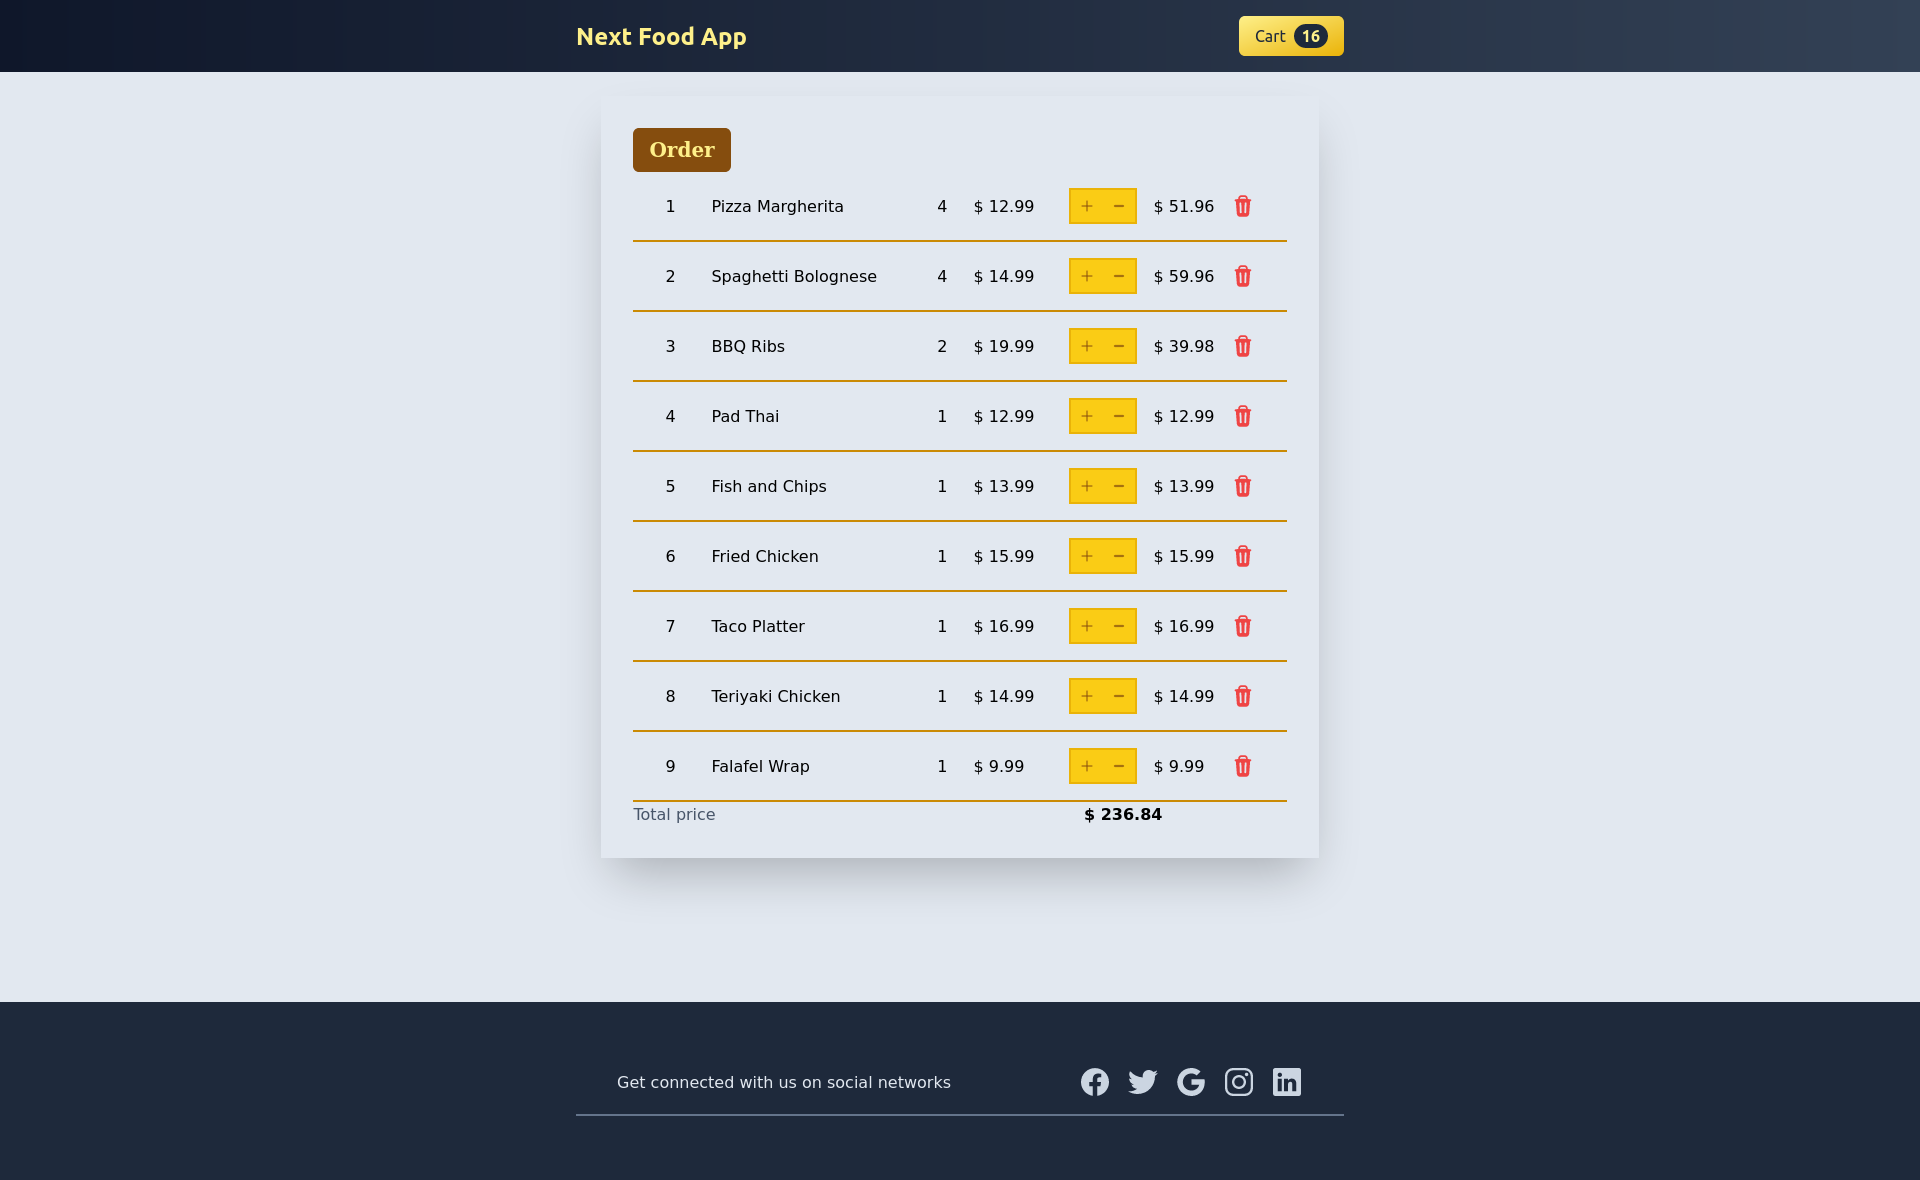 Next Food App
Cart 16
Order
1 Pizza Margherita 4 $ 12.99 + − $ 51.96
2 Spaghetti Bolognese 4 $ 14.99 + − $ 59.96
3 BBQ Ribs 2 $ 19.99 + − $ 39.98
4 Pad Thai 1 $ 12.99 + − $ 12.99
5 Fish and Chips 1 $ 13.99 + − $ 13.99
6 Fried Chicken 1 $ 15.99 + − $ 15.99
7 Taco Platter 1 $ 16.99 + − $ 16.99
8 Teriyaki Chicken 1 $ 14.99 + − $ 14.99
9 Falafel Wrap 1 $ 9.99 + − $ 9.99
Total price $ 236.84
Get connected with us on social networks